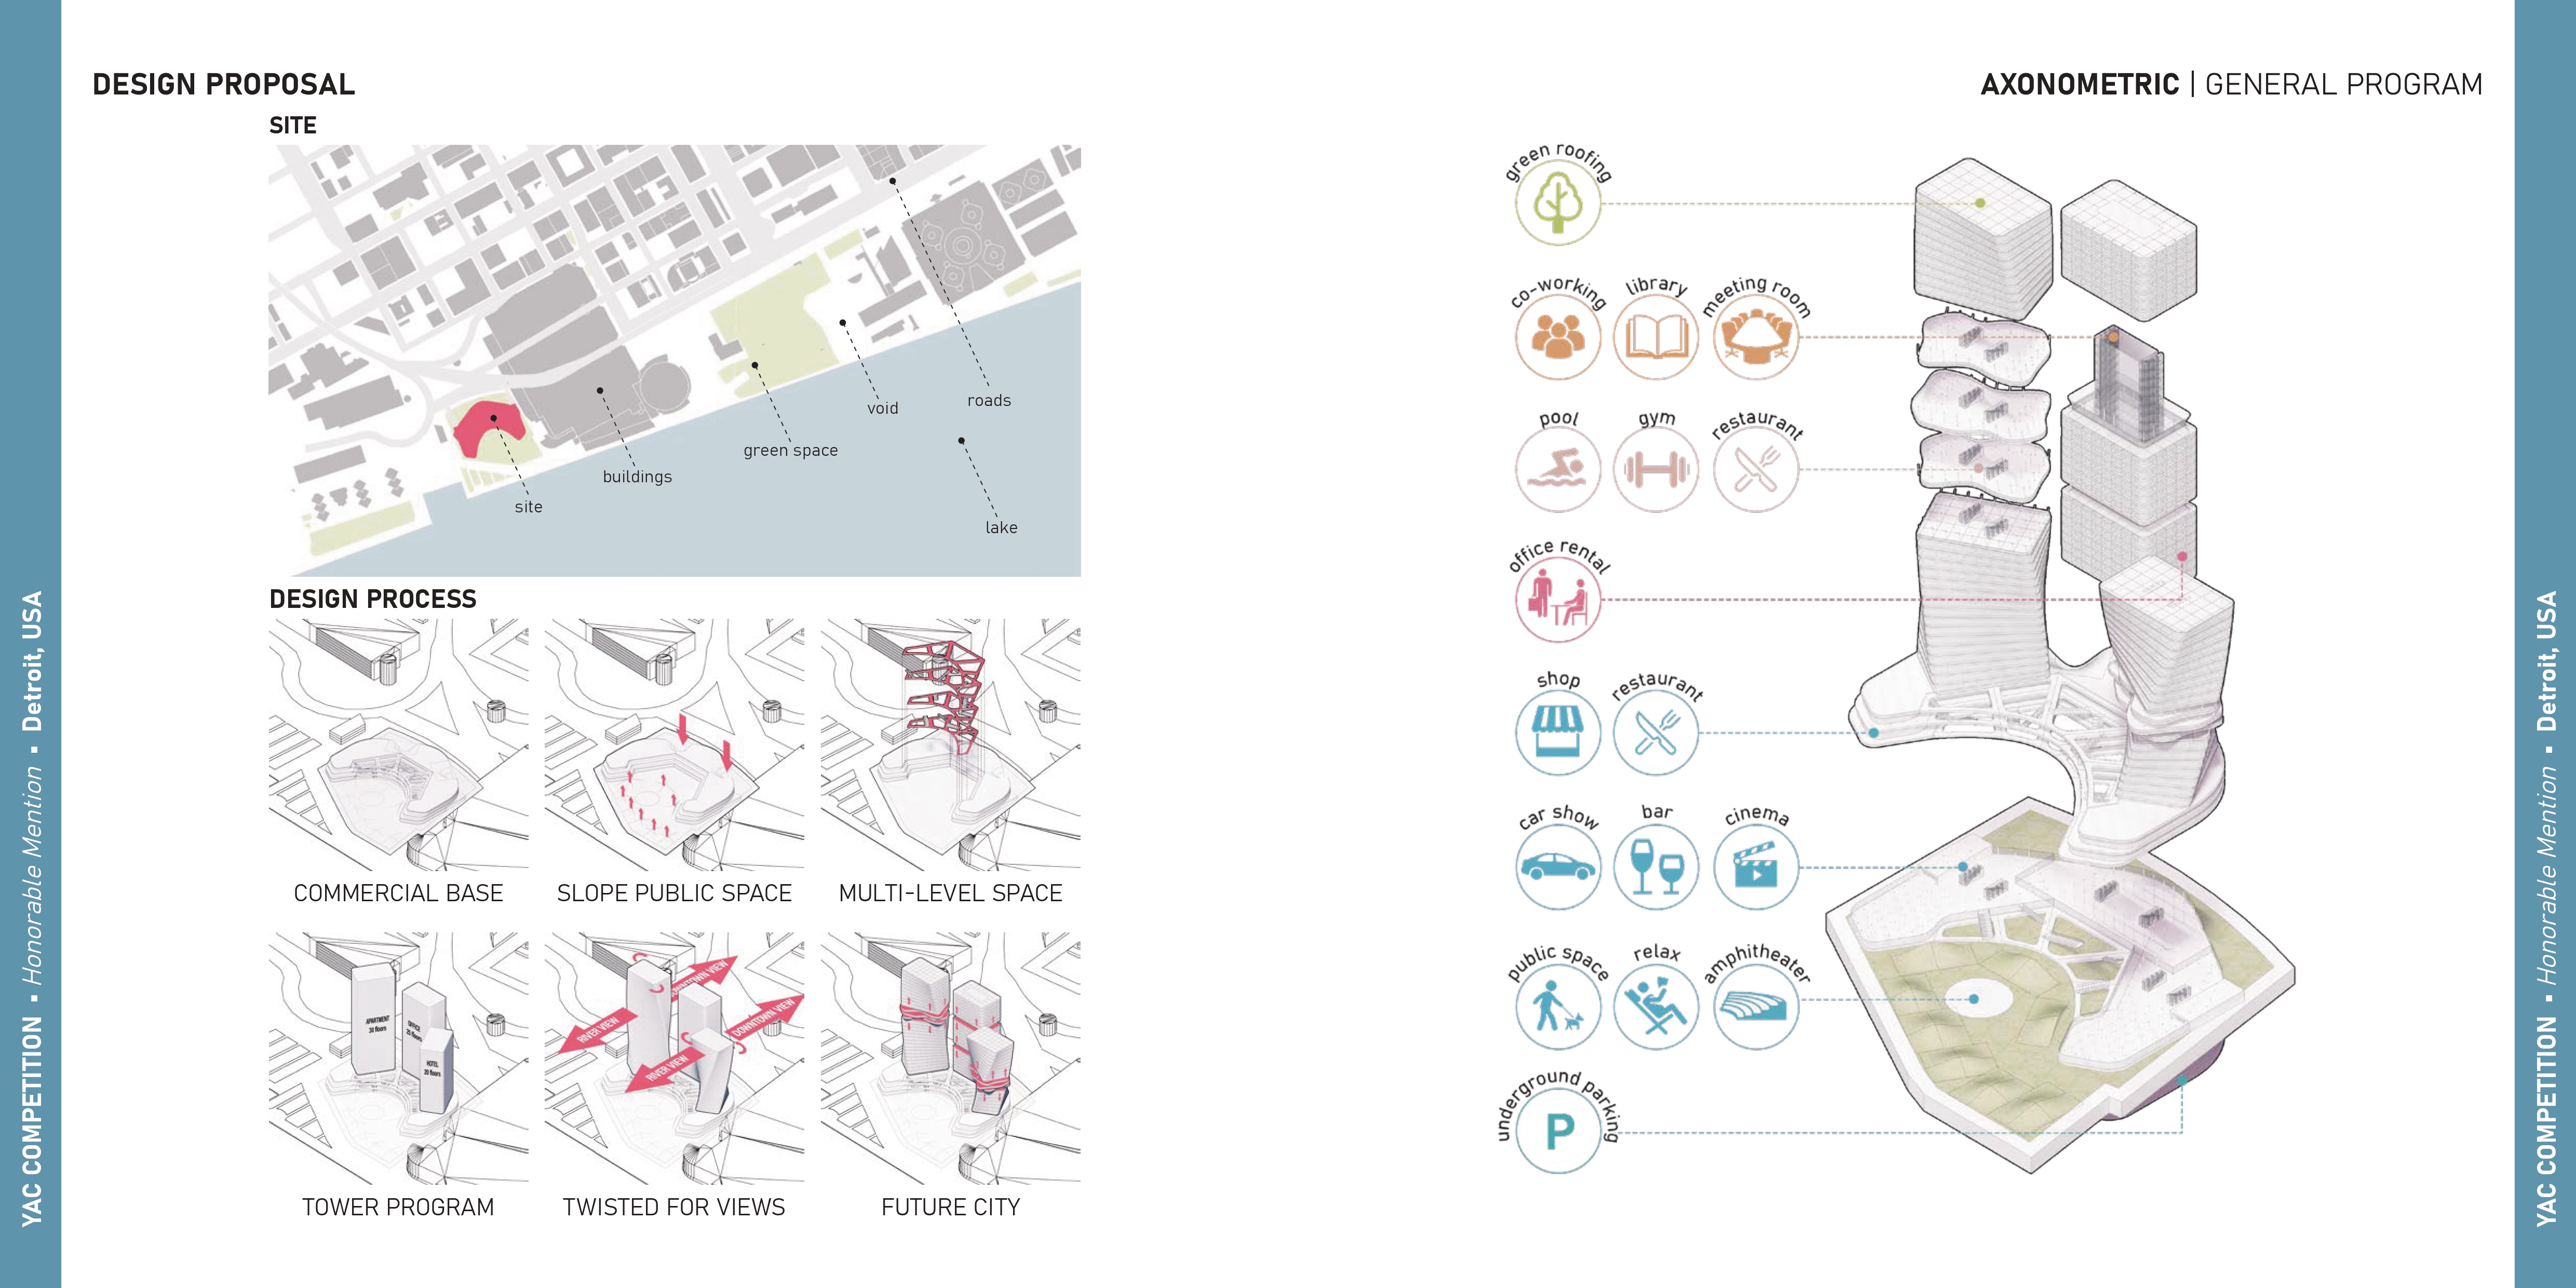 YAC COMPETITION ▪ Honorable Mention ▪ Detroit, USA
DESIGN PROPOSAL
SITE
void
roads
green space
buildings
site
lake
DESIGN PROCESS
COMMERCIAL BASE
SLOPE PUBLIC SPACE
MULTI-LEVEL SPACE
APARTMENT
30 floors
OFFICE
25 floors
HOTEL
20 floors
TOWER PROGRAM
DOWNTOWN VIEW
DOWNTOWN VIEW
RIVER VIEW
RIVER VIEW
TWISTED FOR VIEWS
FUTURE CITY
AXONOMETRIC | GENERAL PROGRAM
green roofing
co-working
library
meeting room
pool
gym
restaurant
office rental
shop
restaurant
car show
bar
cinema
public space
relax
amphitheater
underground parking
P
YAC COMPETITION ▪ Honorable Mention ▪ Detroit, USA